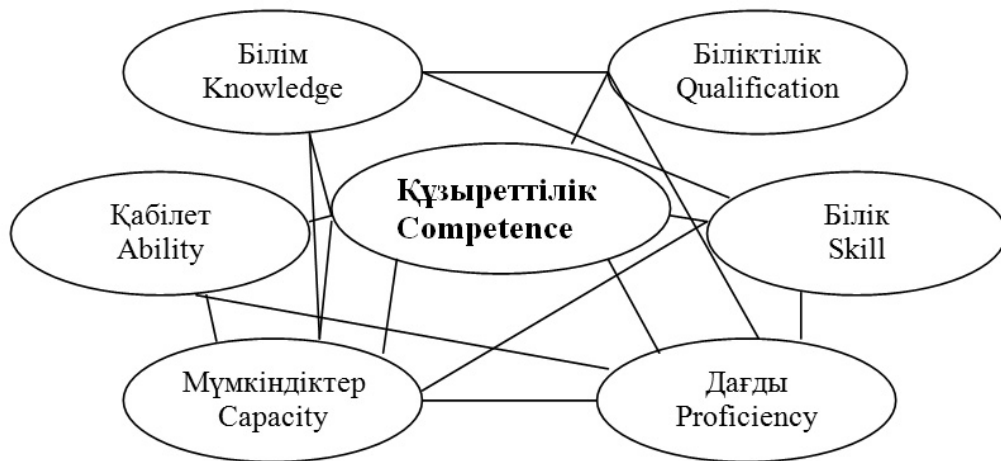 Білім
Knowledge
Біліктілік
Qualification
Құзыреттілік
Competence
Қабілет
Ability
Білік
Skill
Мүмкіндіктер
Capacity
Дағды
Proficiency